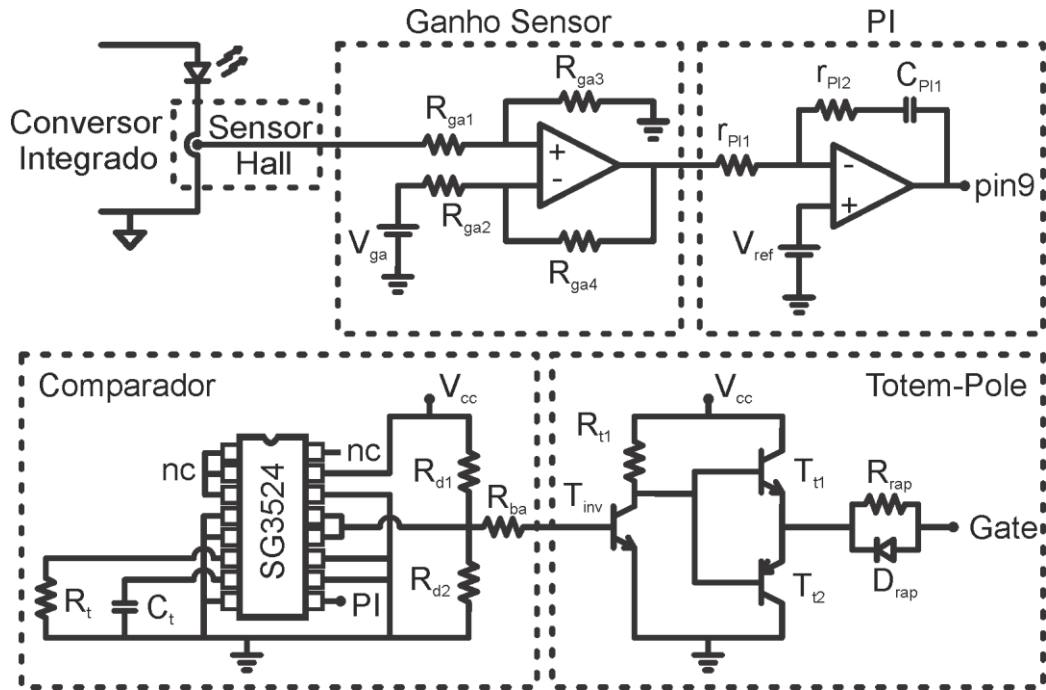 Ganho Sensor
PI
Conversor
Integrado
Sensor
Hall
R_ga1
R_ga2
R_ga3
R_ga4
V_ga
r_PI1
r_PI2
C_PI1
V_ref
pin9
Comparador
nc
nc
SG3524
V_cc
R_d1
R_d2
R_ba
R_t
C_t
PI
Totem-Pole
V_cc
R_t1
T_inv
T_t1
T_t2
R_rap
D_rap
Gate
+
-
-
+